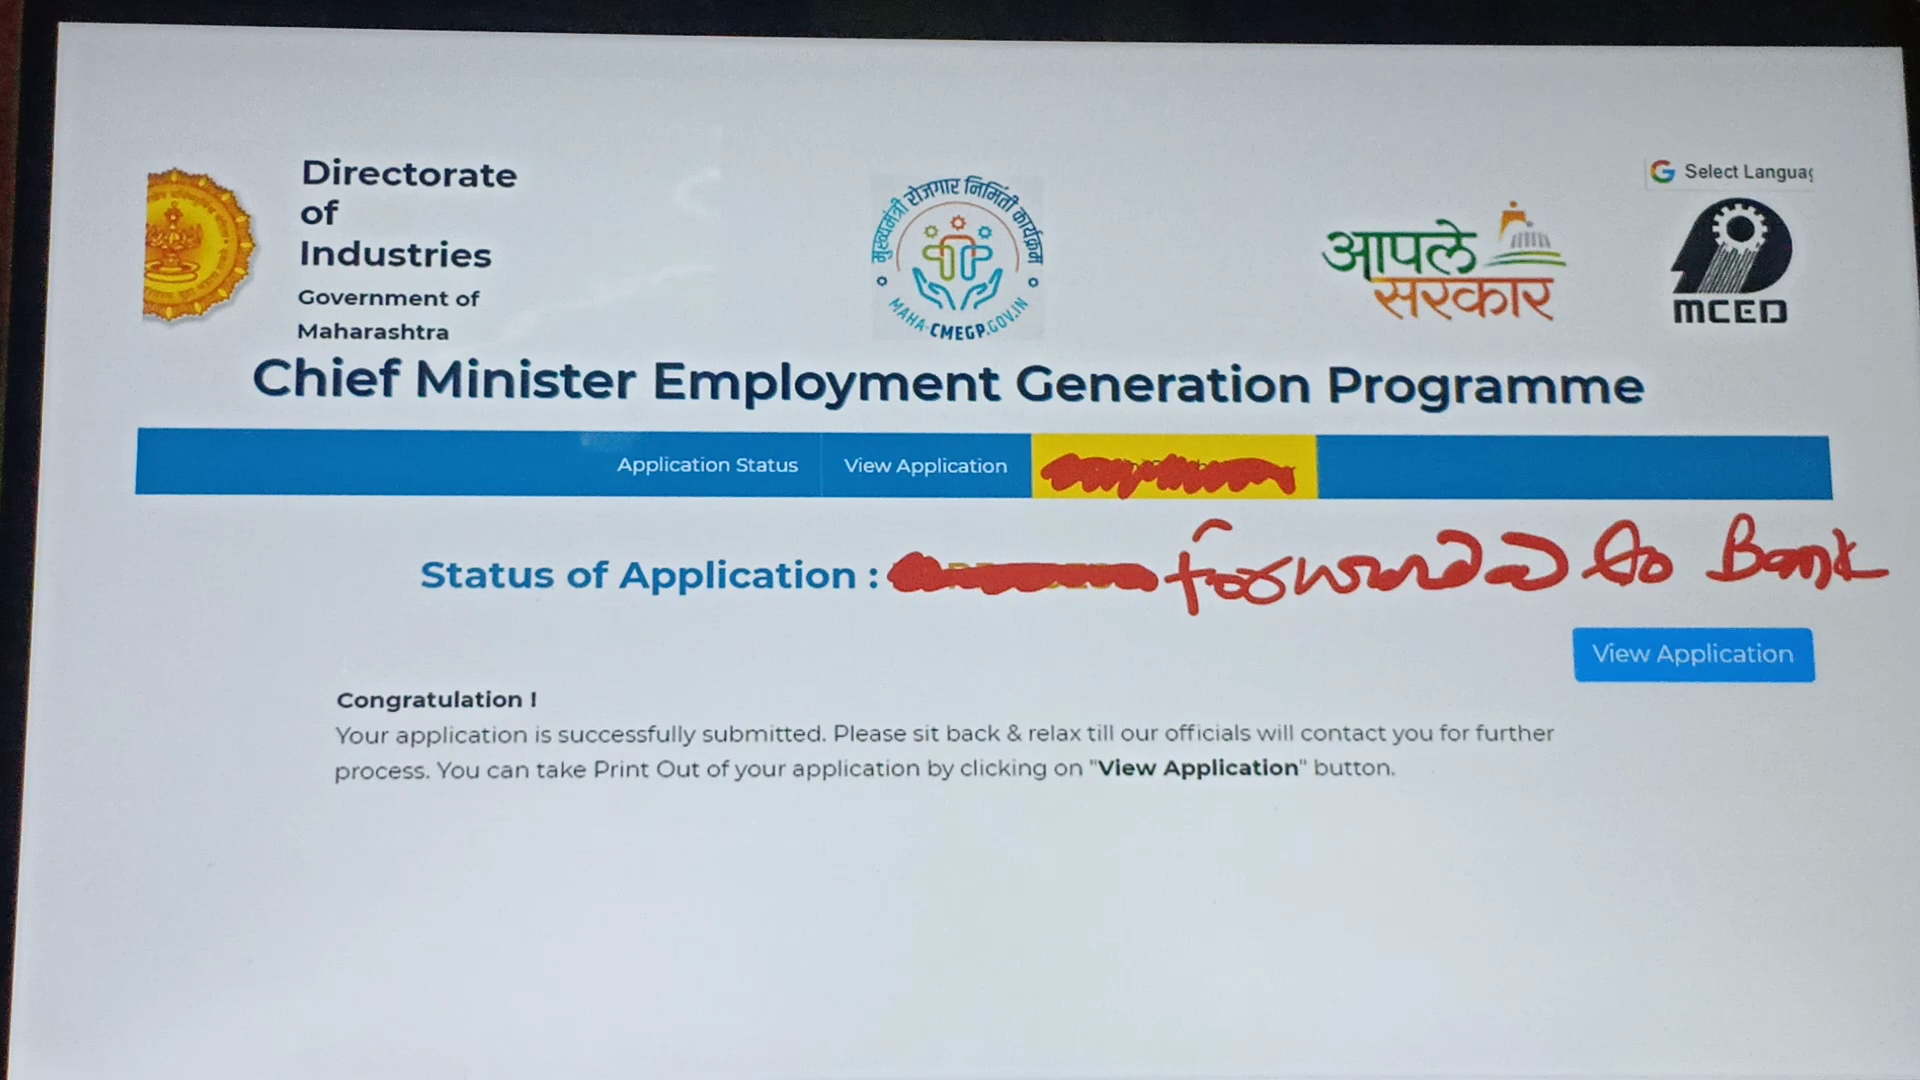 Directorate
of
Industries
Government of
Maharashtra
मुख्यमंत्री रोजगार निर्मिती कार्यक्रम
MAHA-CMEGP.GOV.IN
आपले
सरकार
Select Languag
MCED
Chief Minister Employment Generation Programme
Application Status View Application
Status of Application : forwarded to Bank
View Application
Congratulation !
Your application is successfully submitted. Please sit back & relax till our officials will contact you for further
process. You can take Print Out of your application by clicking on "View Application" button.